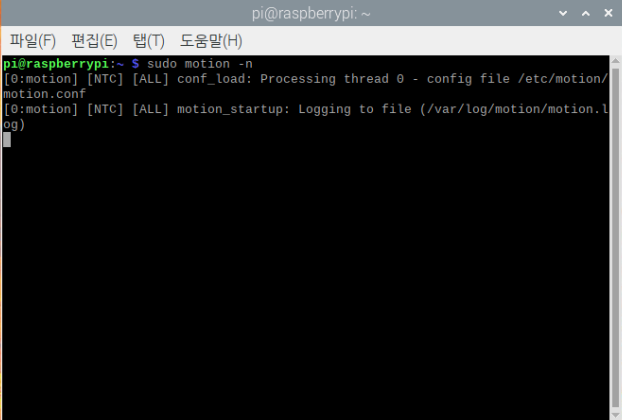 pi@raspberrypi: ~
파일(F) 편집(E) 탭(T) 도움말(H)
pi@raspberrypi:~ $ sudo motion -n
[0:motion] [NTC] [ALL] conf_load: Processing thread 0 - config file /etc/motion/
motion.conf
[0:motion] [NTC] [ALL] motion_startup: Logging to file (/var/log/motion/motion.l
og)